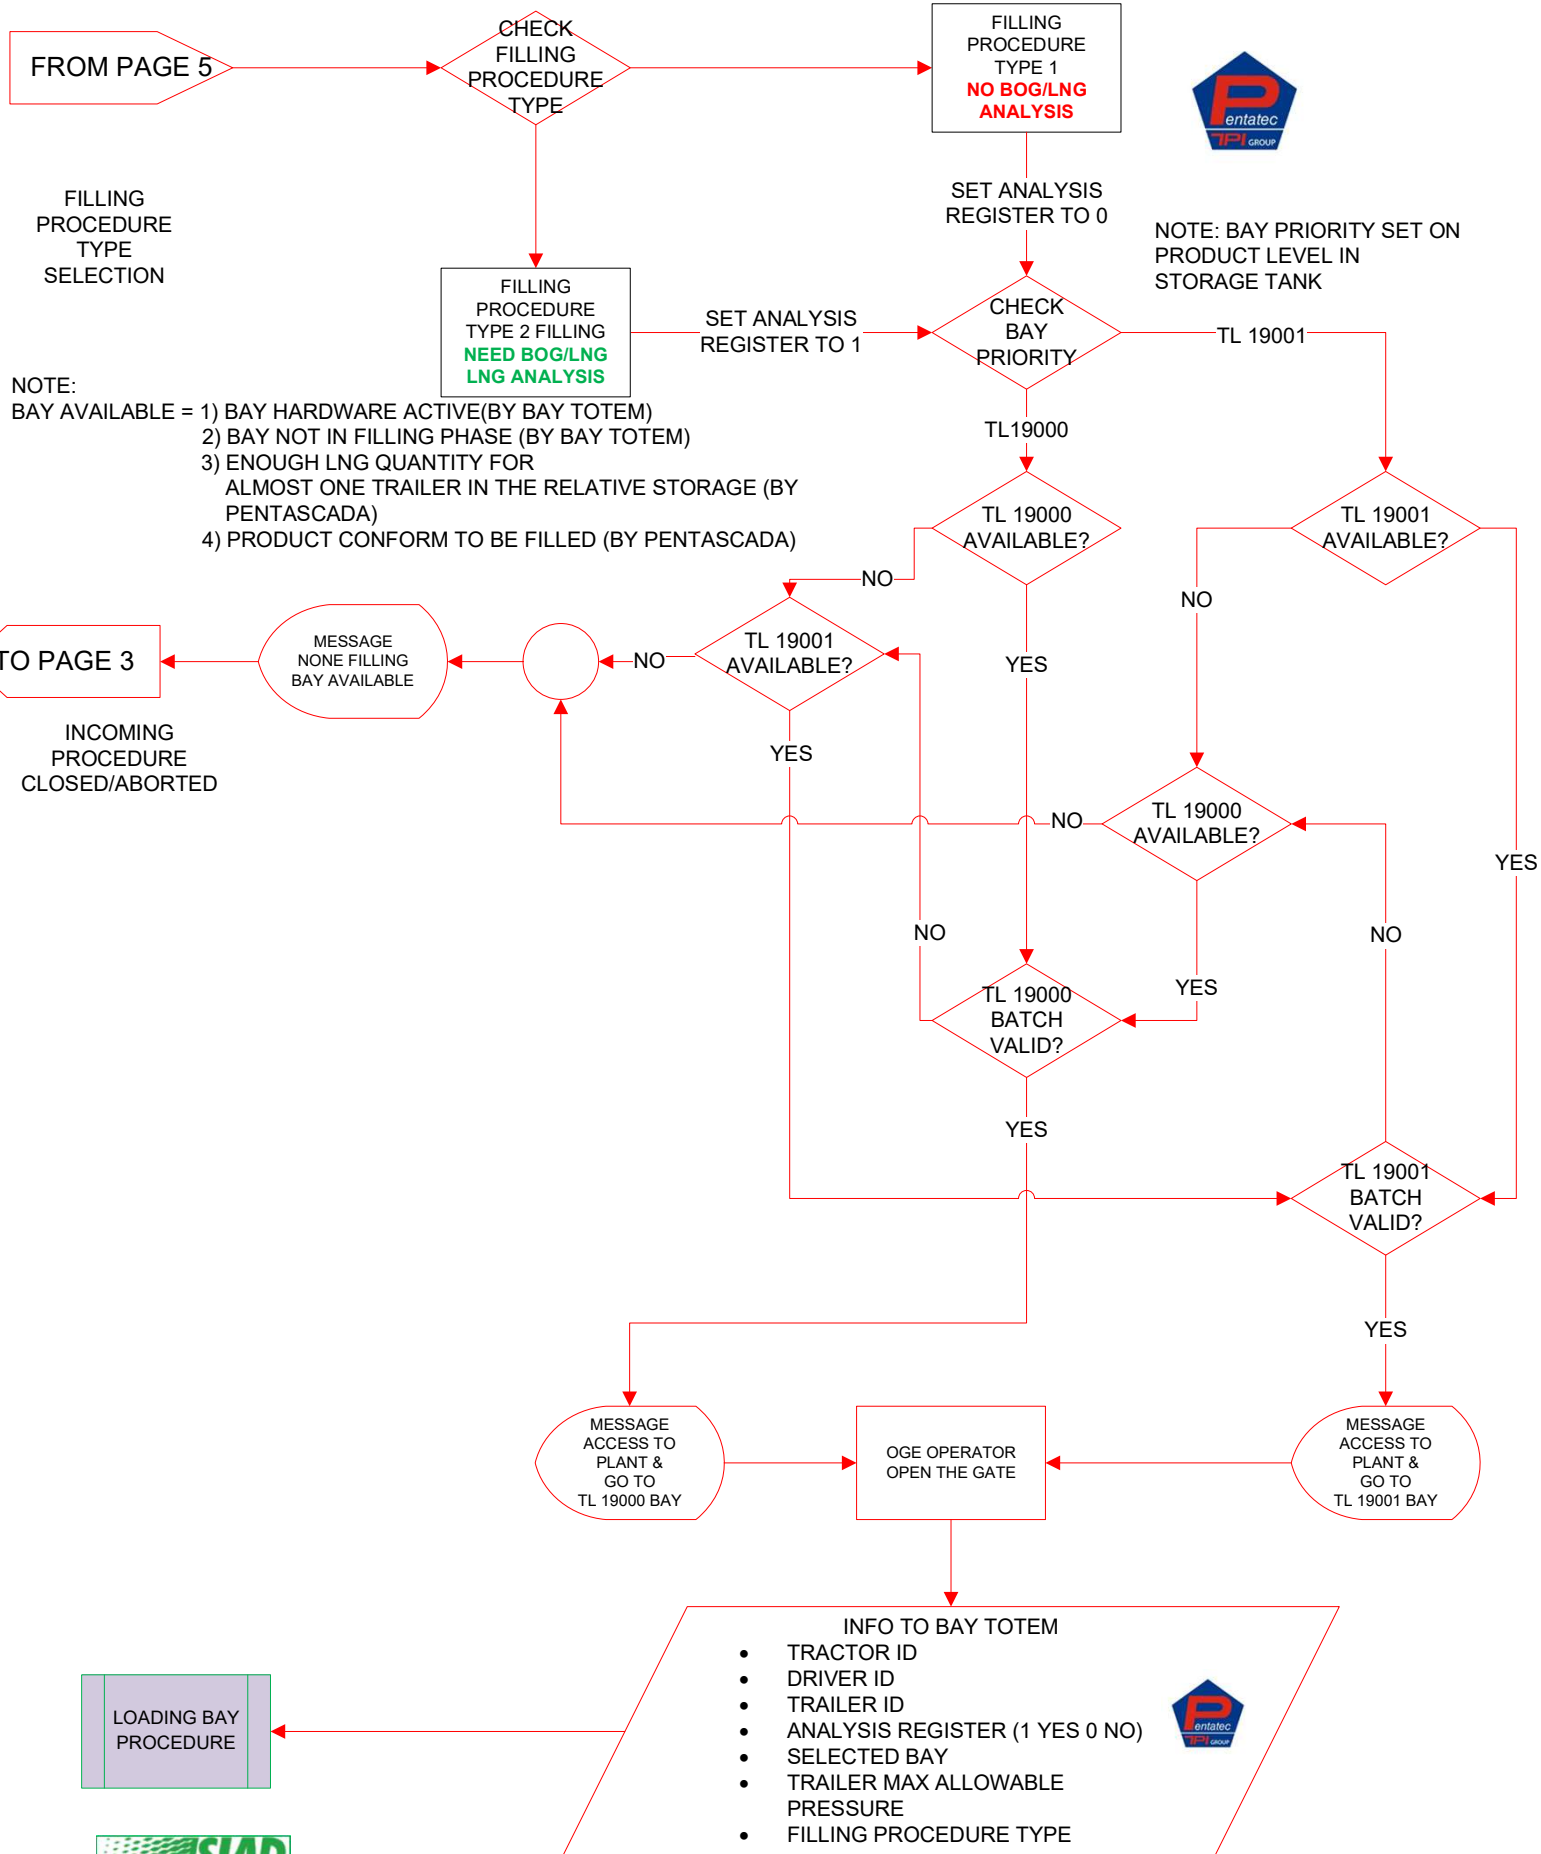 FROM PAGE 5
CHECK
FILLING
PROCEDURE
TYPE
FILLING
PROCEDURE
TYPE 1
NO BOG/LNG
ANALYSIS
Pentatec
TPI GROUP
FILLING
PROCEDURE
TYPE
SELECTION
SET ANALYSIS
REGISTER TO 0
NOTE: BAY PRIORITY SET ON
PRODUCT LEVEL IN
STORAGE TANK
FILLING
PROCEDURE
TYPE 2 FILLING
NEED BOG/LNG
LNG ANALYSIS
SET ANALYSIS
REGISTER TO 1
CHECK
BAY
PRIORITY
TL 19001
NOTE:
BAY AVAILABLE = 1) BAY HARDWARE ACTIVE(BY BAY TOTEM)
2) BAY NOT IN FILLING PHASE (BY BAY TOTEM)
3) ENOUGH LNG QUANTITY FOR
ALMOST ONE TRAILER IN THE RELATIVE STORAGE (BY
PENTASCADA)
4) PRODUCT CONFORM TO BE FILLED (BY PENTASCADA)
TL19000
TL 19000
AVAILABLE?
TL 19001
AVAILABLE?
NO
NO
YES
TO PAGE 3
MESSAGE
NONE FILLING
BAY AVAILABLE
NO
TL 19001
AVAILABLE?
YES
INCOMING
PROCEDURE
CLOSED/ABORTED
YES
NO
TL 19000
AVAILABLE?
NO
YES
NO
TL 19000
BATCH
VALID?
YES
YES
TL 19001
BATCH
VALID?
YES
MESSAGE
ACCESS TO
PLANT &
GO TO
TL 19000 BAY
OGE OPERATOR
OPEN THE GATE
MESSAGE
ACCESS TO
PLANT &
GO TO
TL 19001 BAY
INFO TO BAY TOTEM
• TRACTOR ID
• DRIVER ID
• TRAILER ID
• ANALYSIS REGISTER (1 YES 0 NO)
• SELECTED BAY
• TRAILER MAX ALLOWABLE
PRESSURE
• FILLING PROCEDURE TYPE
Pentatec
TPI GROUP
LOADING BAY
PROCEDURE
SIAD